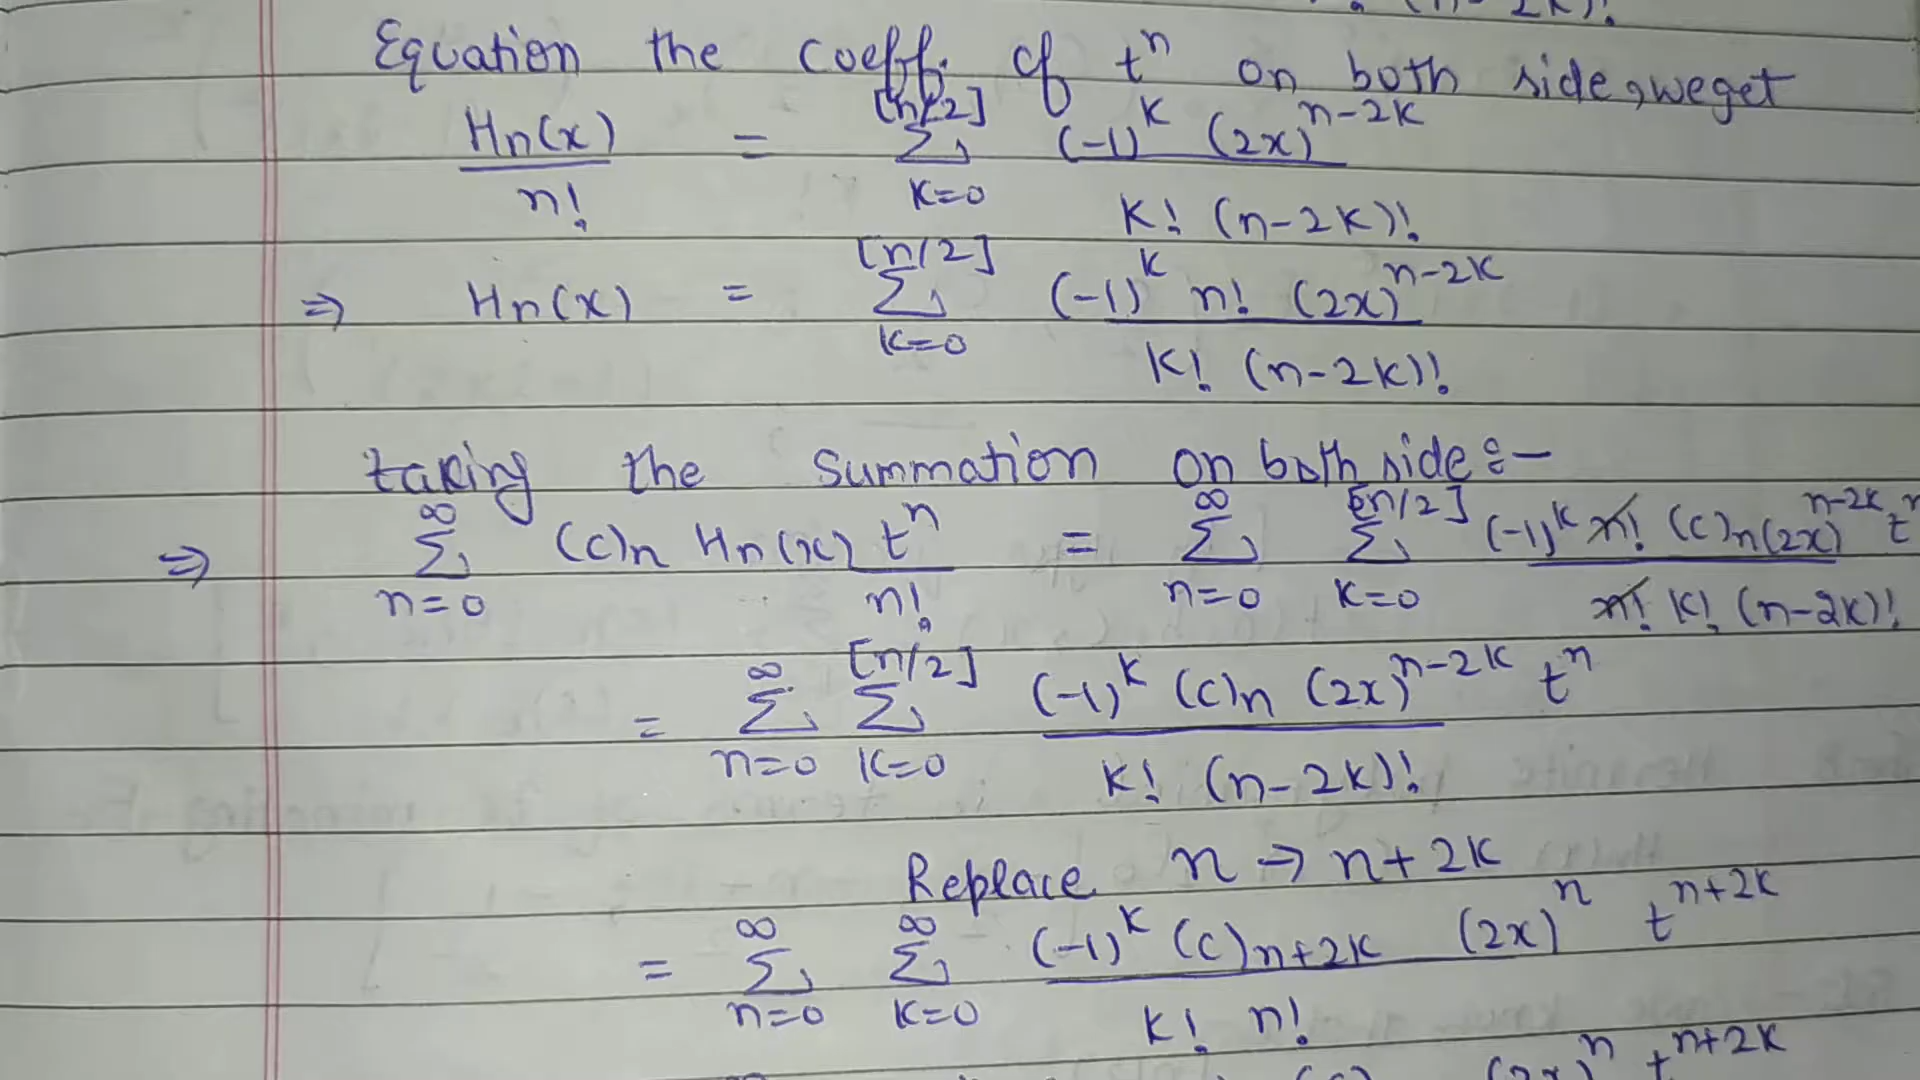 Equation the coeff. of t^n on both side, we get
Hn(x)/n! = Σ_{k=0}^{[n/2]} (-1)^k (2x)^{n-2k} / k! (n-2k)!
⇒ Hn(x) = Σ_{k=0}^{[n/2]} (-1)^k n! (2x)^{n-2k} / k! (n-2k)!
taking the summation on both side:-
⇒ Σ_{n=0}^{∞} (c)n Hn(x) t^n / n! = Σ_{n=0}^{∞} Σ_{k=0}^{[n/2]} (-1)^k n! (c)n (2x)^{n-2k} t^n / n! k! (n-2k)!
= Σ_{n=0}^{∞} Σ_{k=0}^{[n/2]} (-1)^k (c)n (2x)^{n-2k} t^n / k! (n-2k)!
Replace n → n+2k
= Σ_{n=0}^{∞} Σ_{k=0}^{∞} (-1)^k (c)n+2k (2x)^n t^{n+2k} / k! n!
(2x)^n t^{n+2k}